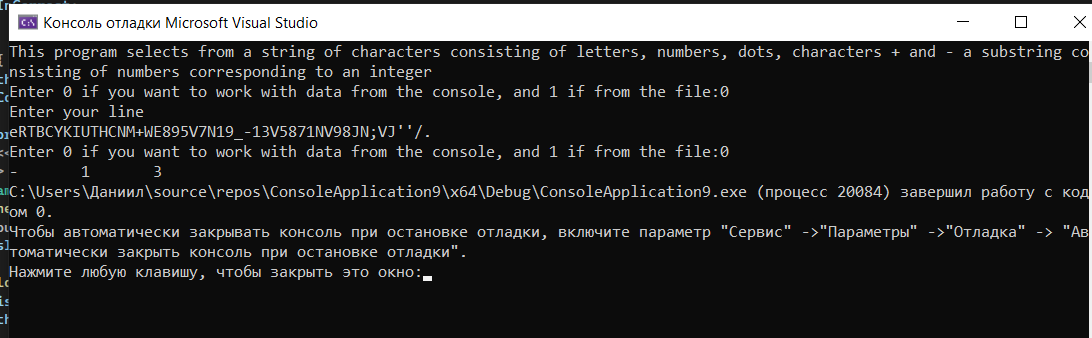 Консоль отладки Microsoft Visual Studio
This program selects from a string of characters consisting of letters, numbers, dots, characters + and - a substring co
nsisting of numbers corresponding to an integer
Enter 0 if you want to work with data from the console, and 1 if from the file:0
Enter your line
eRTBCYKIUTHCNM+WE895V7N19_-13V5871NV98JN;VJ''/.
Enter 0 if you want to work with data from the console, and 1 if from the file:0
-       1       3
C:\Users\Даниил\source\repos\ConsoleApplication9\x64\Debug\ConsoleApplication9.exe (процесс 20084) завершил работу с код
ом 0.
Чтобы автоматически закрывать консоль при остановке отладки, включите параметр "Сервис" ->"Параметры" ->"Отладка" -> "Ав
томатически закрыть консоль при остановке отладки".
Нажмите любую клавишу, чтобы закрыть это окно: